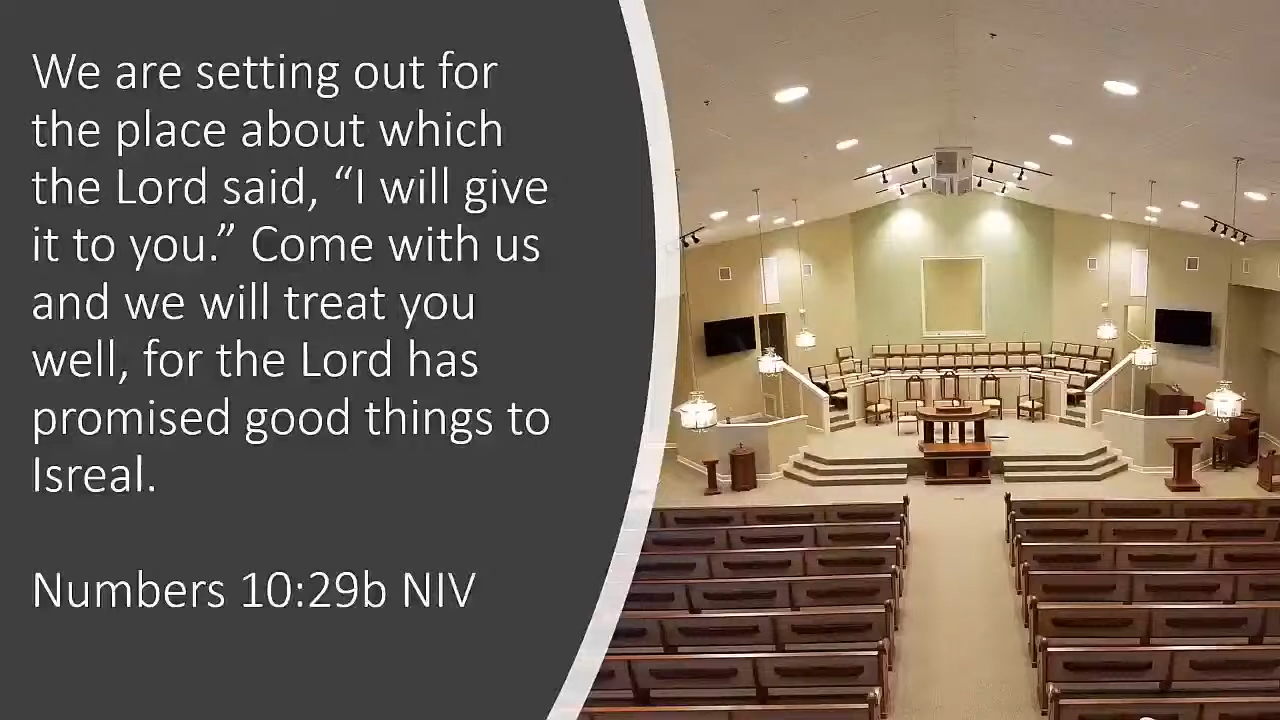 We are setting out for
the place about which
the Lord said, “I will give
it to you.” Come with us
and we will treat you
well, for the Lord has
promised good things to
Isreal.
Numbers 10:29b NIV